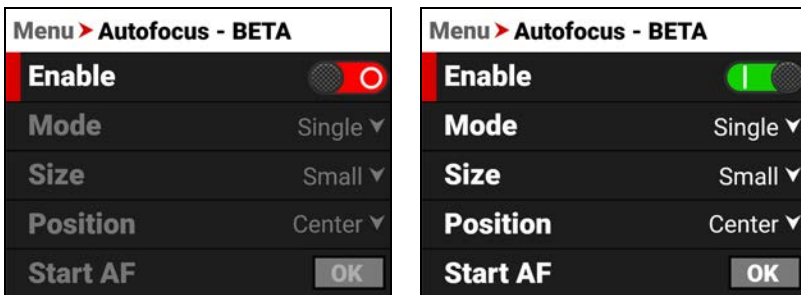 Menu > Autofocus - BETA
Enable
Mode Single
Size Small
Position Center
Start AF OK
Menu > Autofocus - BETA
Enable
Mode Single
Size Small
Position Center
Start AF OK